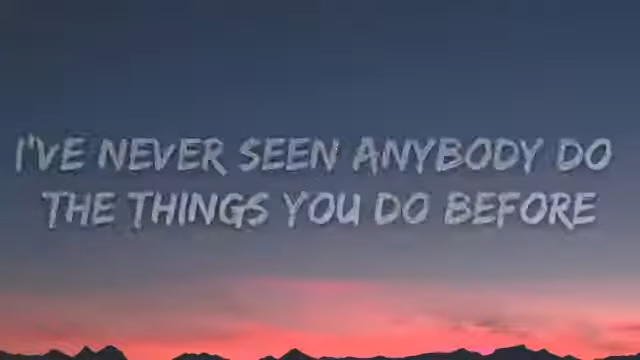 I'VE NEVER SEEN ANYBODY DO
THE THINGS YOU DO BEFORE